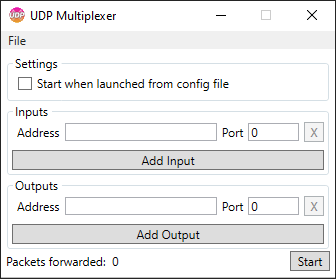 UDP UDP Multiplexer
File
Settings
Start when launched from config file
Inputs
Address Port 0 X
Add Input
Outputs
Address Port 0 X
Add Output
Packets forwarded: 0 Start